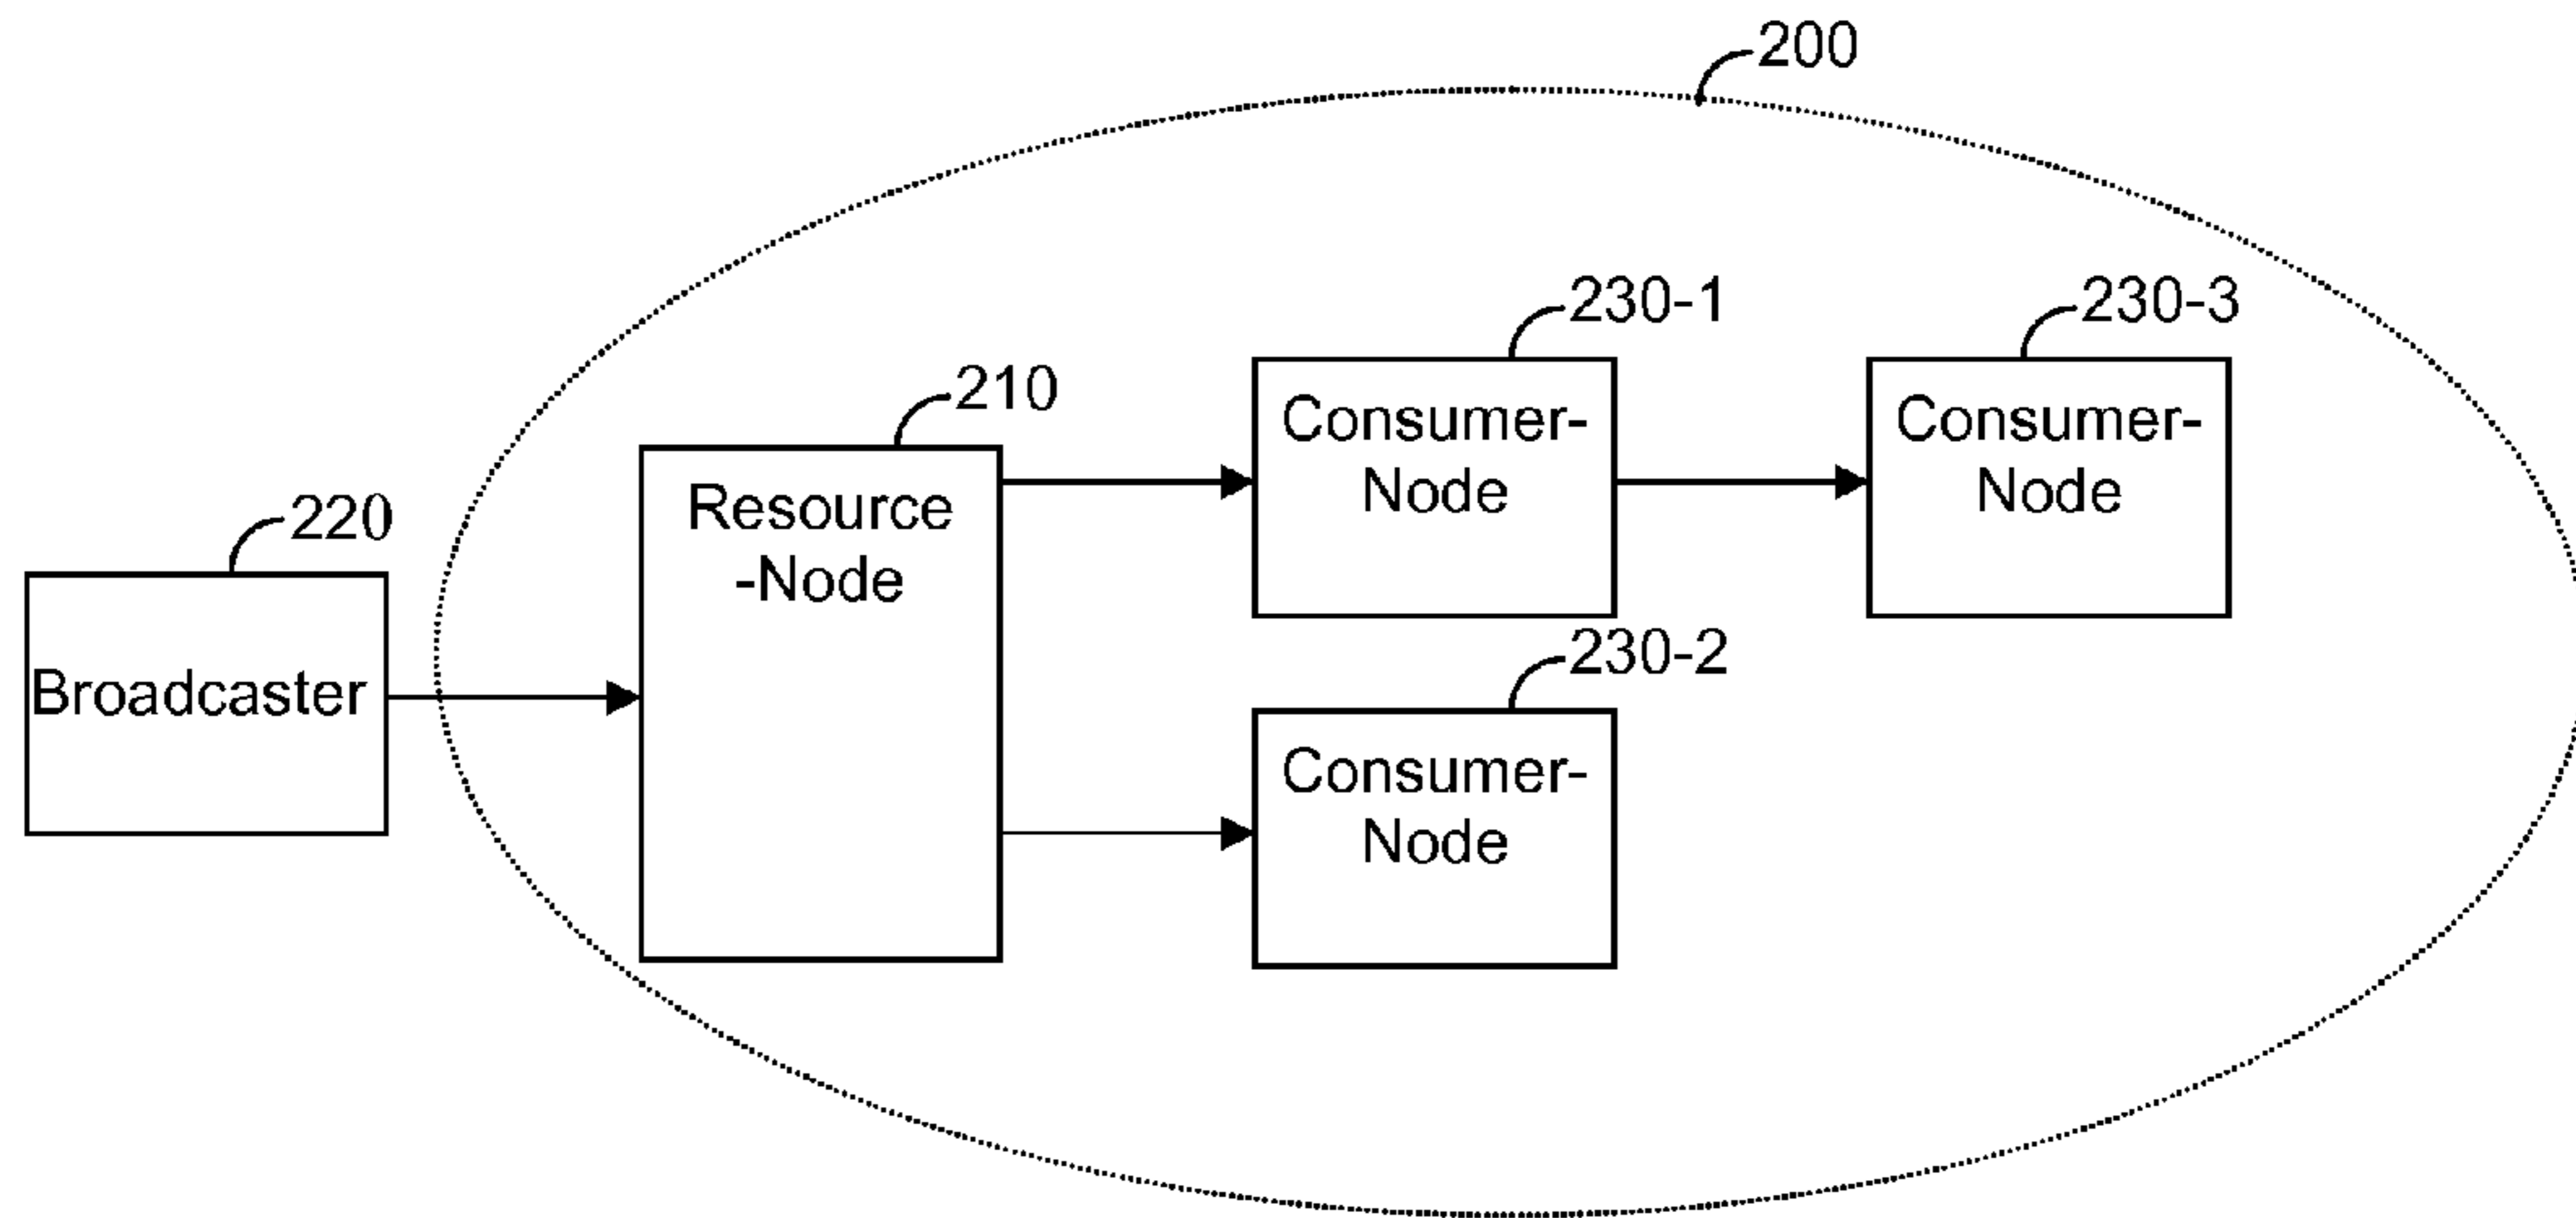 200
230-1
230-3
210
Consumer-
Node
Consumer-
Node
Resource
-Node
220
Broadcaster
230-2
Consumer-
Node